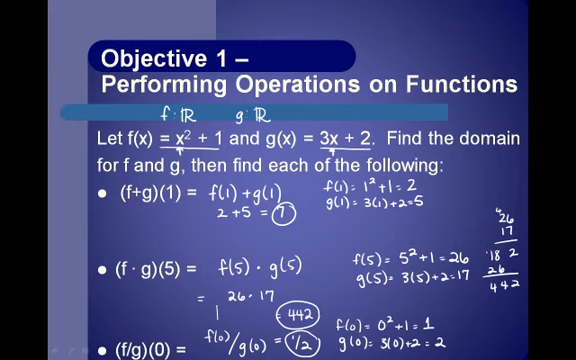 Objective 1 –
Performing Operations on Functions
f: ℝ g: ℝ
Let f(x) = x² + 1 and g(x) = 3x + 2. Find the domain
for f and g, then find each of the following:
• (f+g)(1) = f(1) + g(1)
2 + 5 = 7
f(1) = 1² + 1 = 2
g(1) = 3(1) + 2 = 5
• (f · g)(5) = f(5) · g(5)
= 26 · 17
= 442
f(5) = 5² + 1 = 26
g(5) = 3(5) + 2 = 17
4
26
17
182
26
442
• (f/g)(0) = f(0)/g(0) = 1/2
f(0) = 0² + 1 = 1
g(0) = 3(0) + 2 = 2